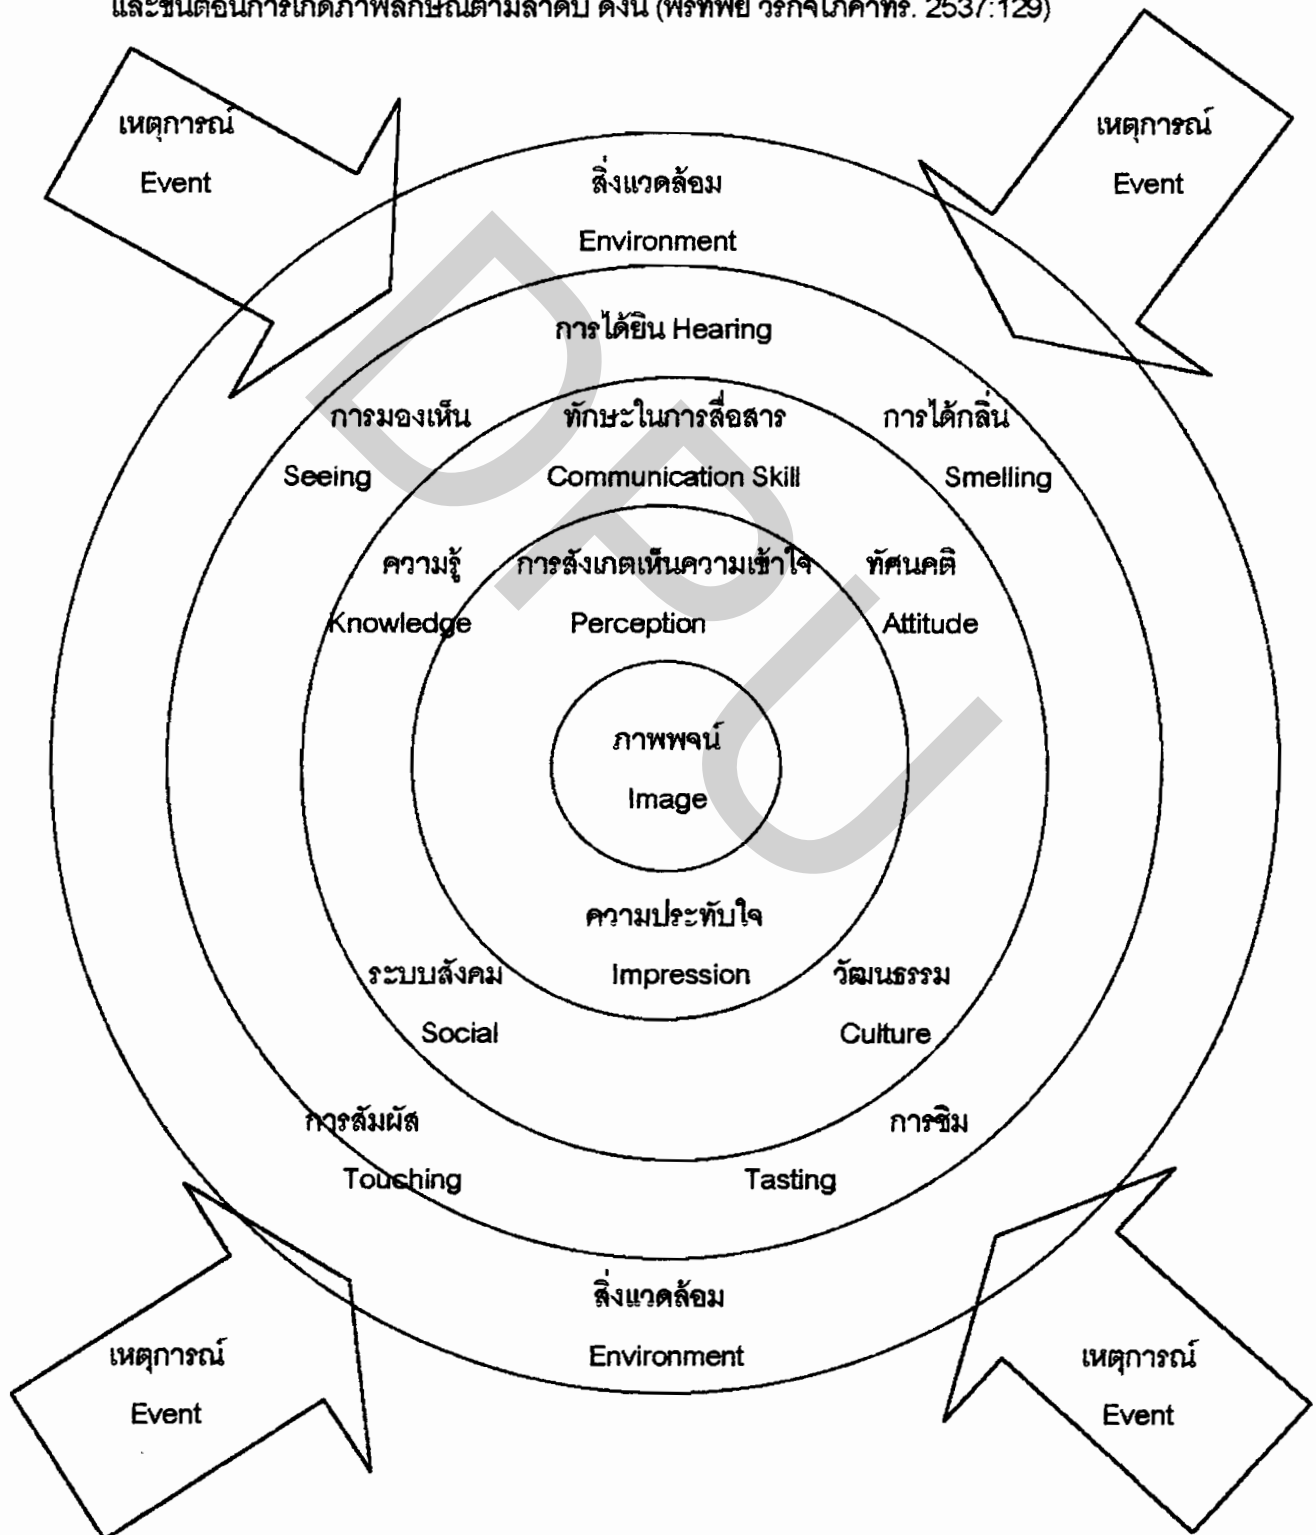 และขั้นตอนการเกิดภาพลักษณ์ตามลำดับ ดังนี้ (พรทิพย์ วรกิจโภคาทร. 2537:129)
เหตุการณ์
Event
เหตุการณ์
Event
สิ่งแวดล้อม
Environment
การได้ยิน Hearing
การมองเห็น
Seeing
ทักษะในการสื่อสาร
Communication Skill
การได้กลิ่น
Smelling
ความรู้
Knowledge
การสังเกตเห็นความเข้าใจ
Perception
ทัศนคติ
Attitude
ภาพพจน์
Image
ความประทับใจ
Impression
ระบบสังคม
Social
วัฒนธรรม
Culture
การสัมผัส
Touching
การชิม
Tasting
สิ่งแวดล้อม
Environment
เหตุการณ์
Event
เหตุการณ์
Event
DPU